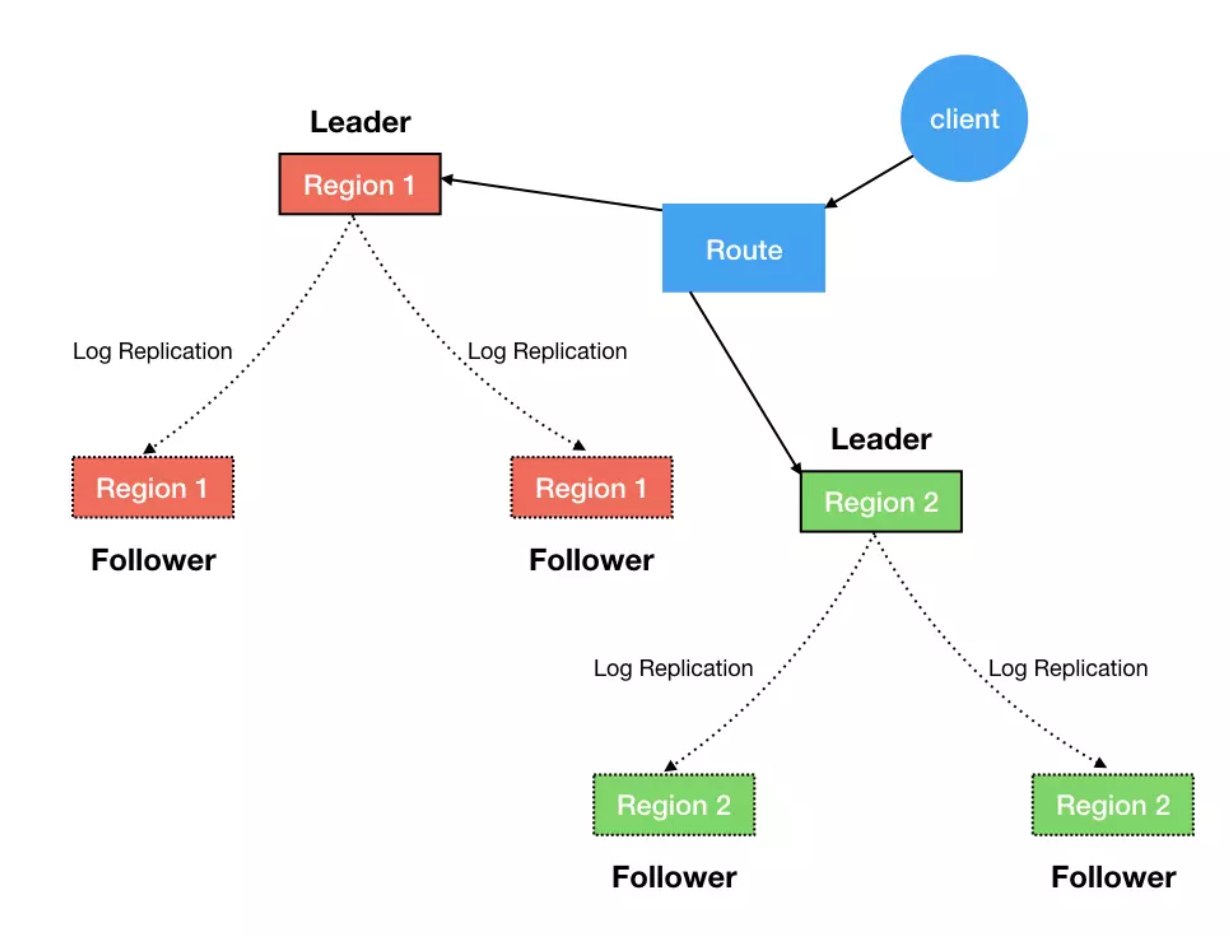 client
Leader
Region 1
Route
Log Replication
Log Replication
Leader
Region 1
Region 1
Region 2
Follower
Follower
Log Replication
Log Replication
Region 2
Region 2
Follower
Follower